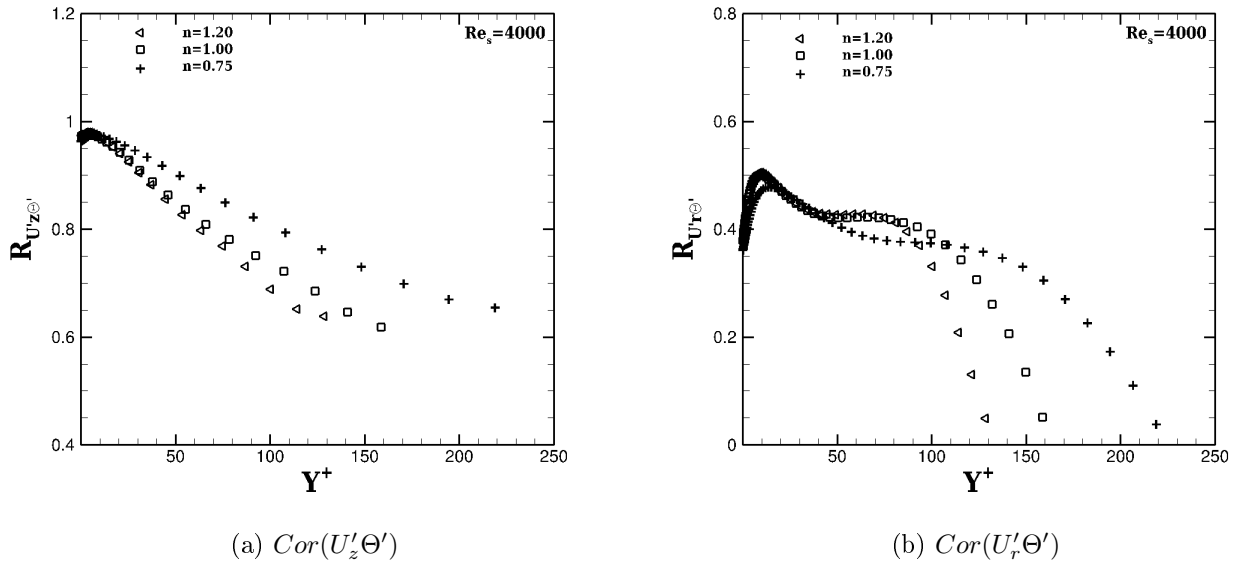 1.2
1
0.8
0.6
0.4
50
100
150
200
250
R_{U'zΘ'}
Y⁺
n=1.20
n=1.00
n=0.75
Re_s=4000
(a) Cor(U′_zΘ′)
0.8
0.6
0.4
0.2
0
50
100
150
200
250
R_{U'rΘ'}
Y⁺
n=1.20
n=1.00
n=0.75
Re_s=4000
(b) Cor(U′_rΘ′)